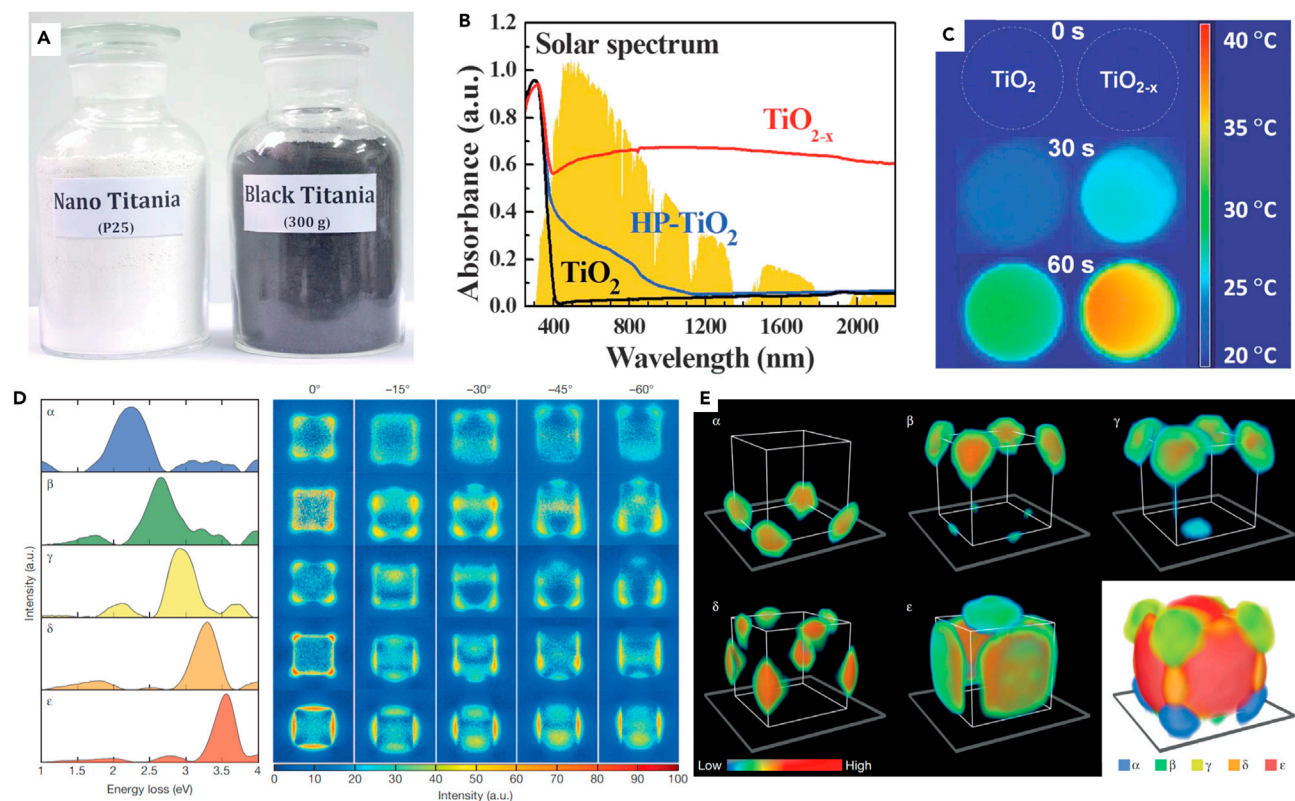 A
Nano Titania
(P25)
Black Titania
(300 g)
B
Solar spectrum
TiO2-x
HP-TiO2
TiO2
Absorbance (a.u.)
1.2
1.0
0.8
0.6
0.4
0.2
0.0
400 800 1200 1600 2000
Wavelength (nm)
C
0 s
TiO2
TiO2-x
30 s
60 s
40 °C
35 °C
30 °C
25 °C
20 °C
D
α
β
γ
δ
ε
Intensity (a.u.)
1 1.5 2 2.5 3 3.5 4
Energy loss (eV)
0° –15° –30° –45° –60°
0 10 20 30 40 50 60 70 80 90 100
Intensity (a.u.)
E
α
β
γ
δ
ε
Low High
α β γ δ ε